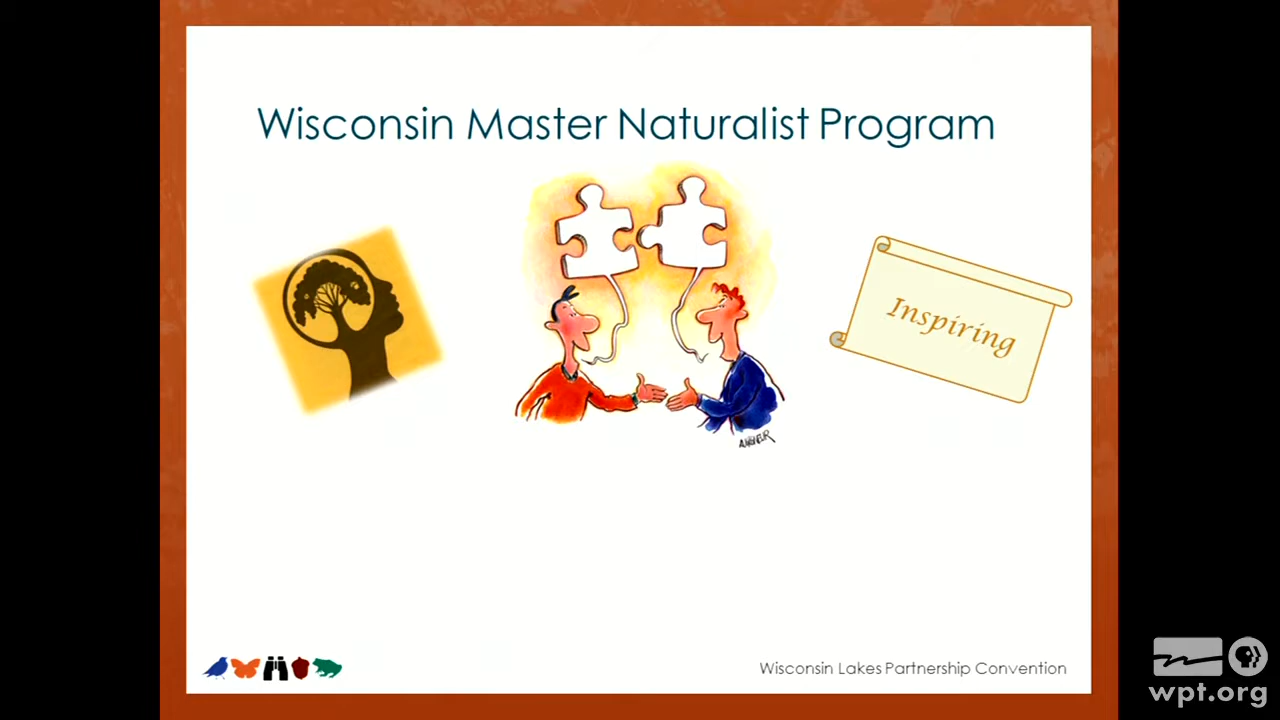 Wisconsin Master Naturalist Program
Inspiring
Wisconsin Lakes Partnership Convention
wpt.org